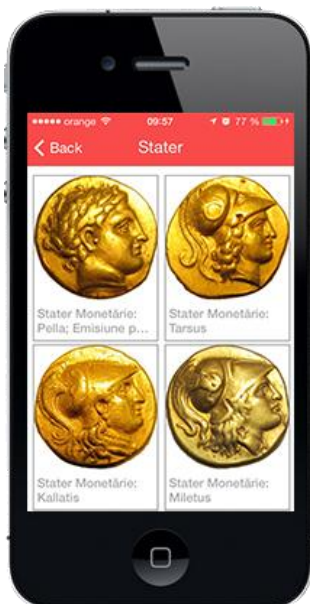 orange 09:57 77 %
Back Stater
Stater Monetărie:
Pella; Emisiune p...
Stater Monetărie:
Tarsus
Stater Monetărie:
Kallatis
Stater Monetărie:
Miletus